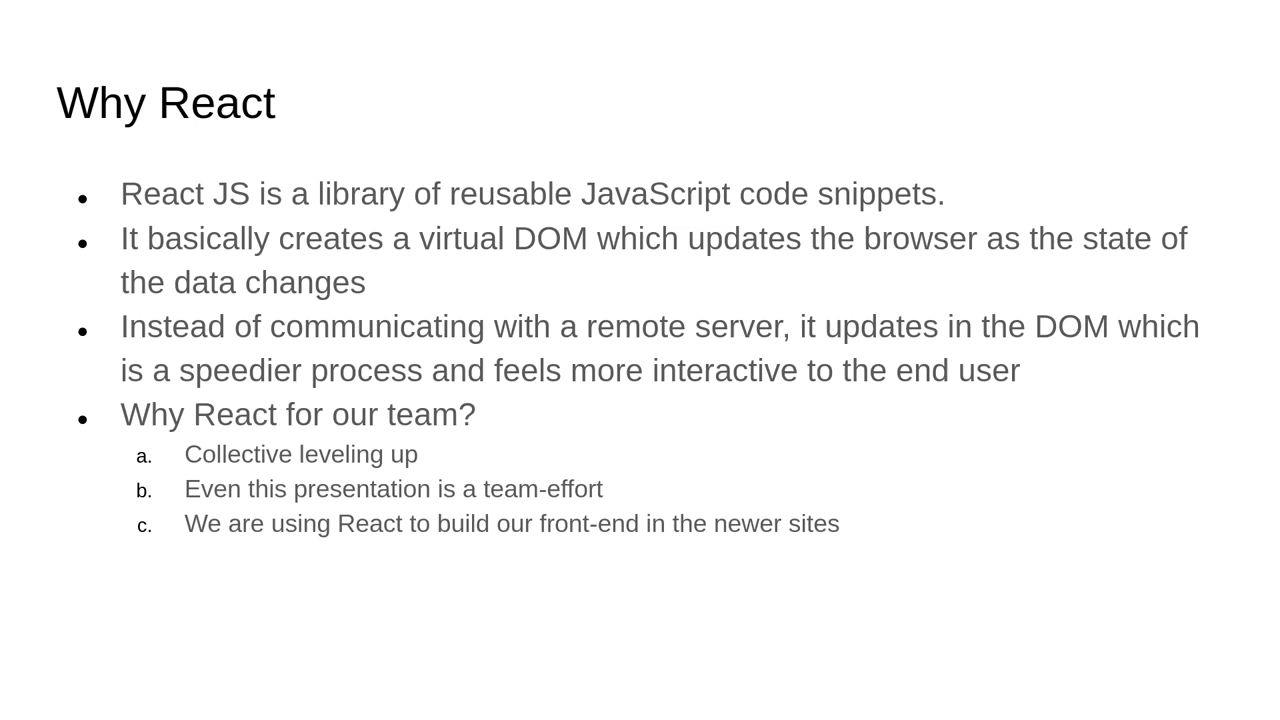 Why React
● React JS is a library of reusable JavaScript code snippets.
● It basically creates a virtual DOM which updates the browser as the state of
the data changes
● Instead of communicating with a remote server, it updates in the DOM which
is a speedier process and feels more interactive to the end user
● Why React for our team?
a. Collective leveling up
b. Even this presentation is a team-effort
c. We are using React to build our front-end in the newer sites